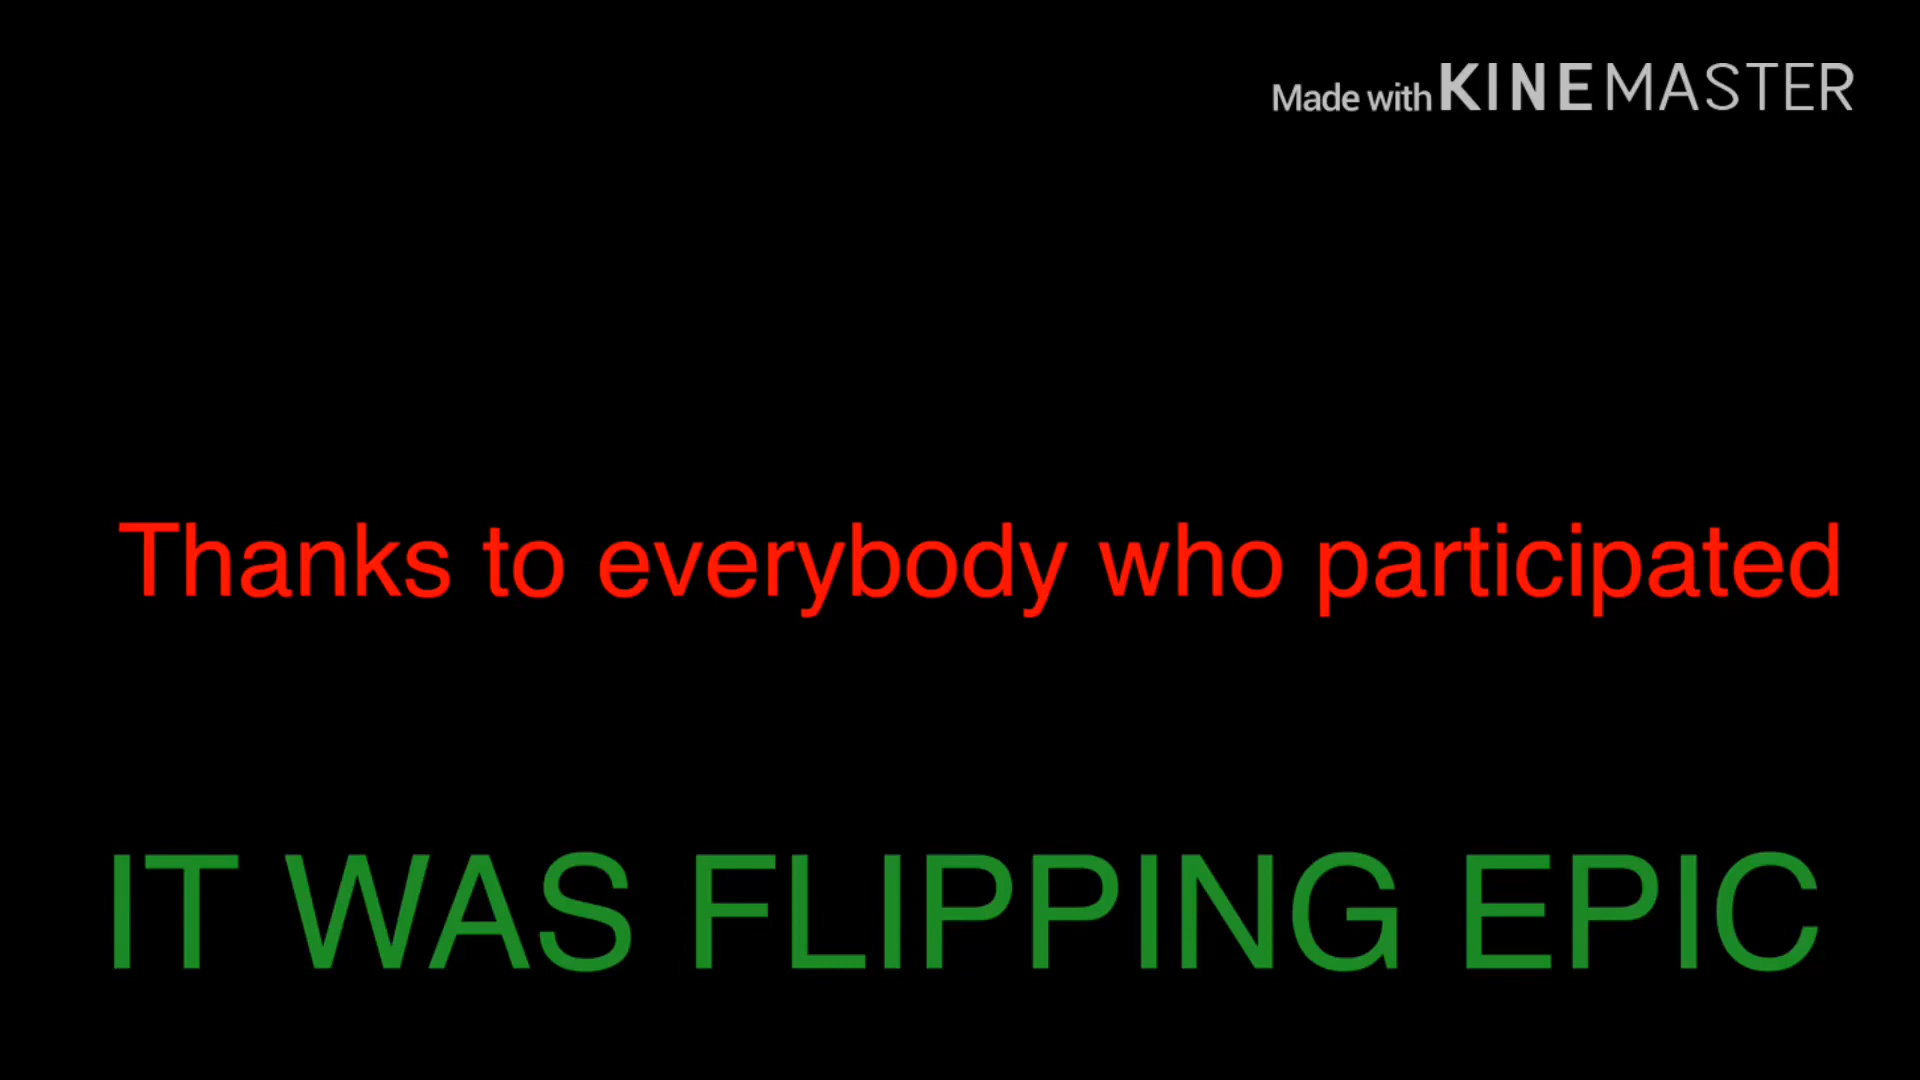 Made with KINEMASTER
Thanks to everybody who participated
IT WAS FLIPPING EPIC